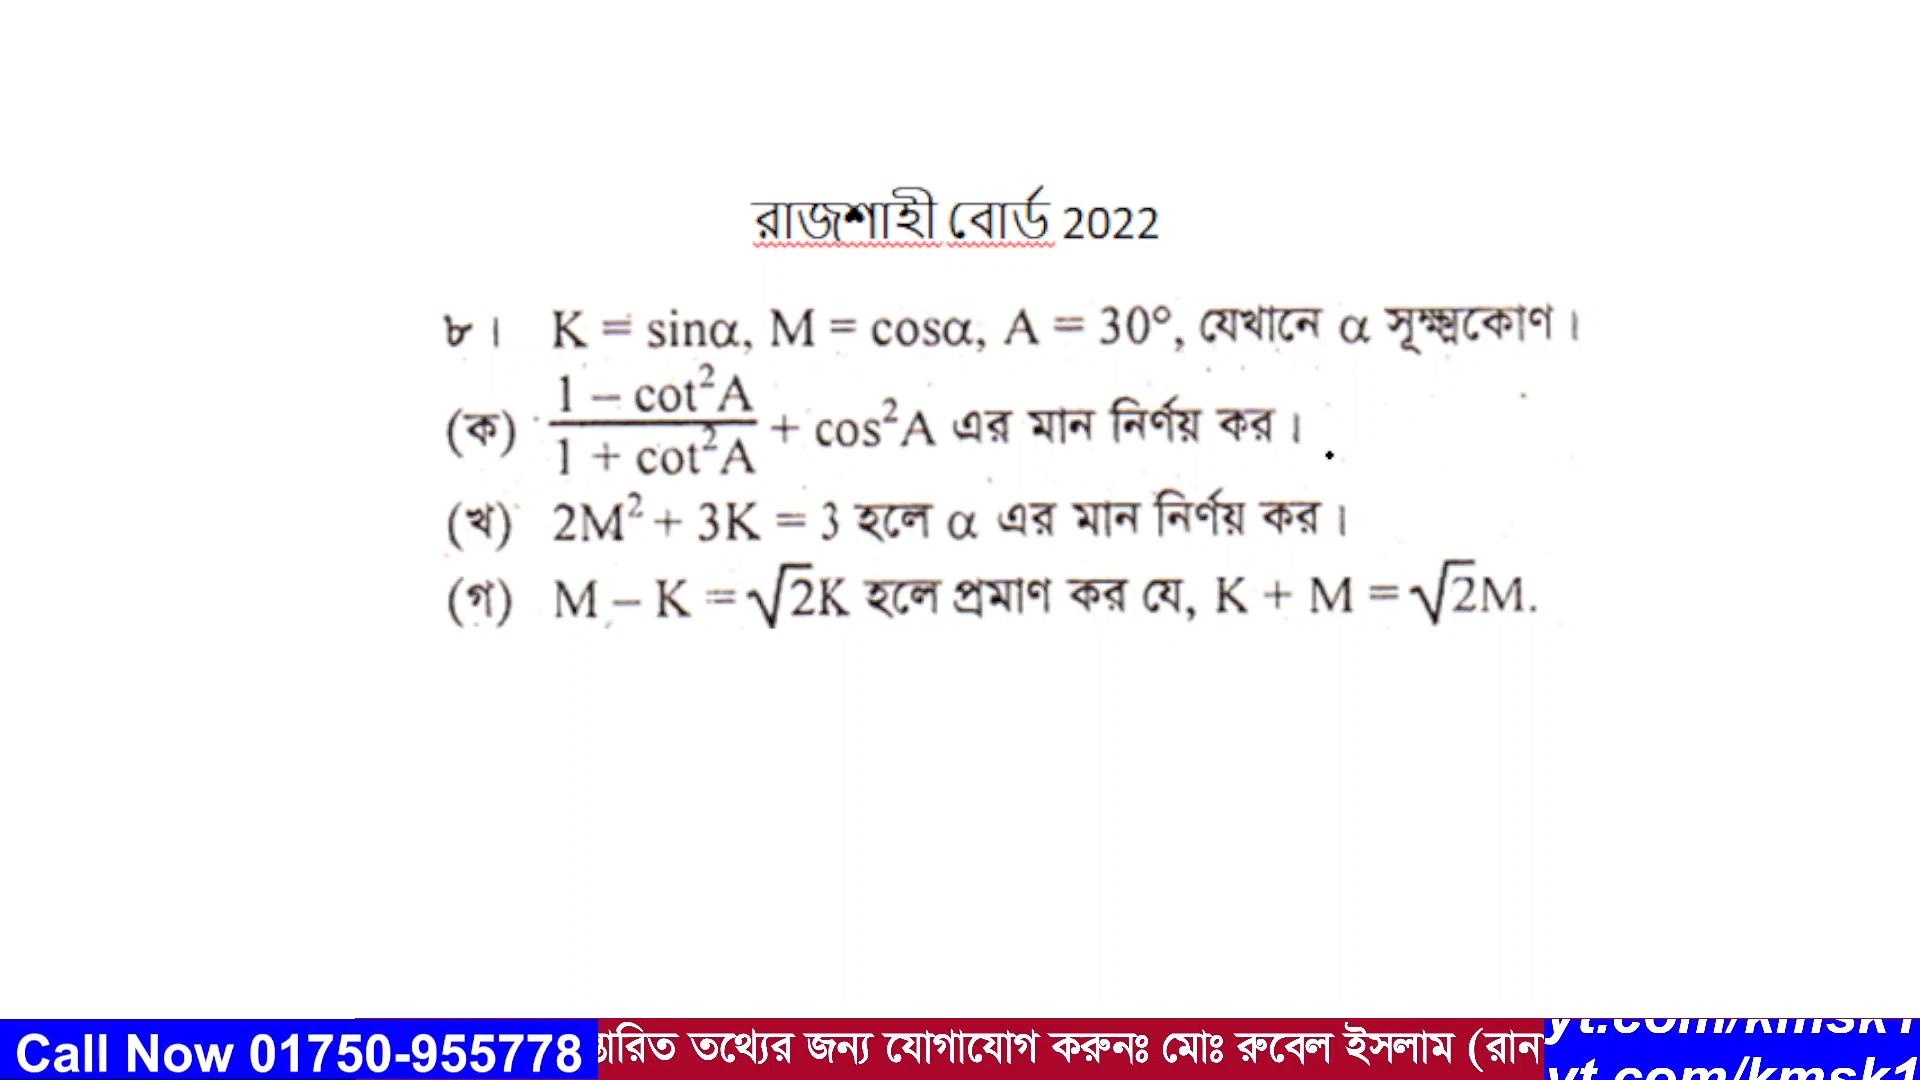 রাজশাহী বোর্ড 2022
৮। K = sinα, M = cosα, A = 30°, যেখানে α সূক্ষ্মকোণ।
(ক) \frac{1 - cot²A}{1 + cot²A} + cos²A এর মান নির্ণয় কর।
(খ) 2M² + 3K = 3 হলে α এর মান নির্ণয় কর।
(গ) M – K = √2K হলে প্রমাণ কর যে, K + M = √2M.
Call Now 01750-955778 তথ্যের জন্য যোগাযোগ করুনঃ মোঃ রুবেল ইসলাম